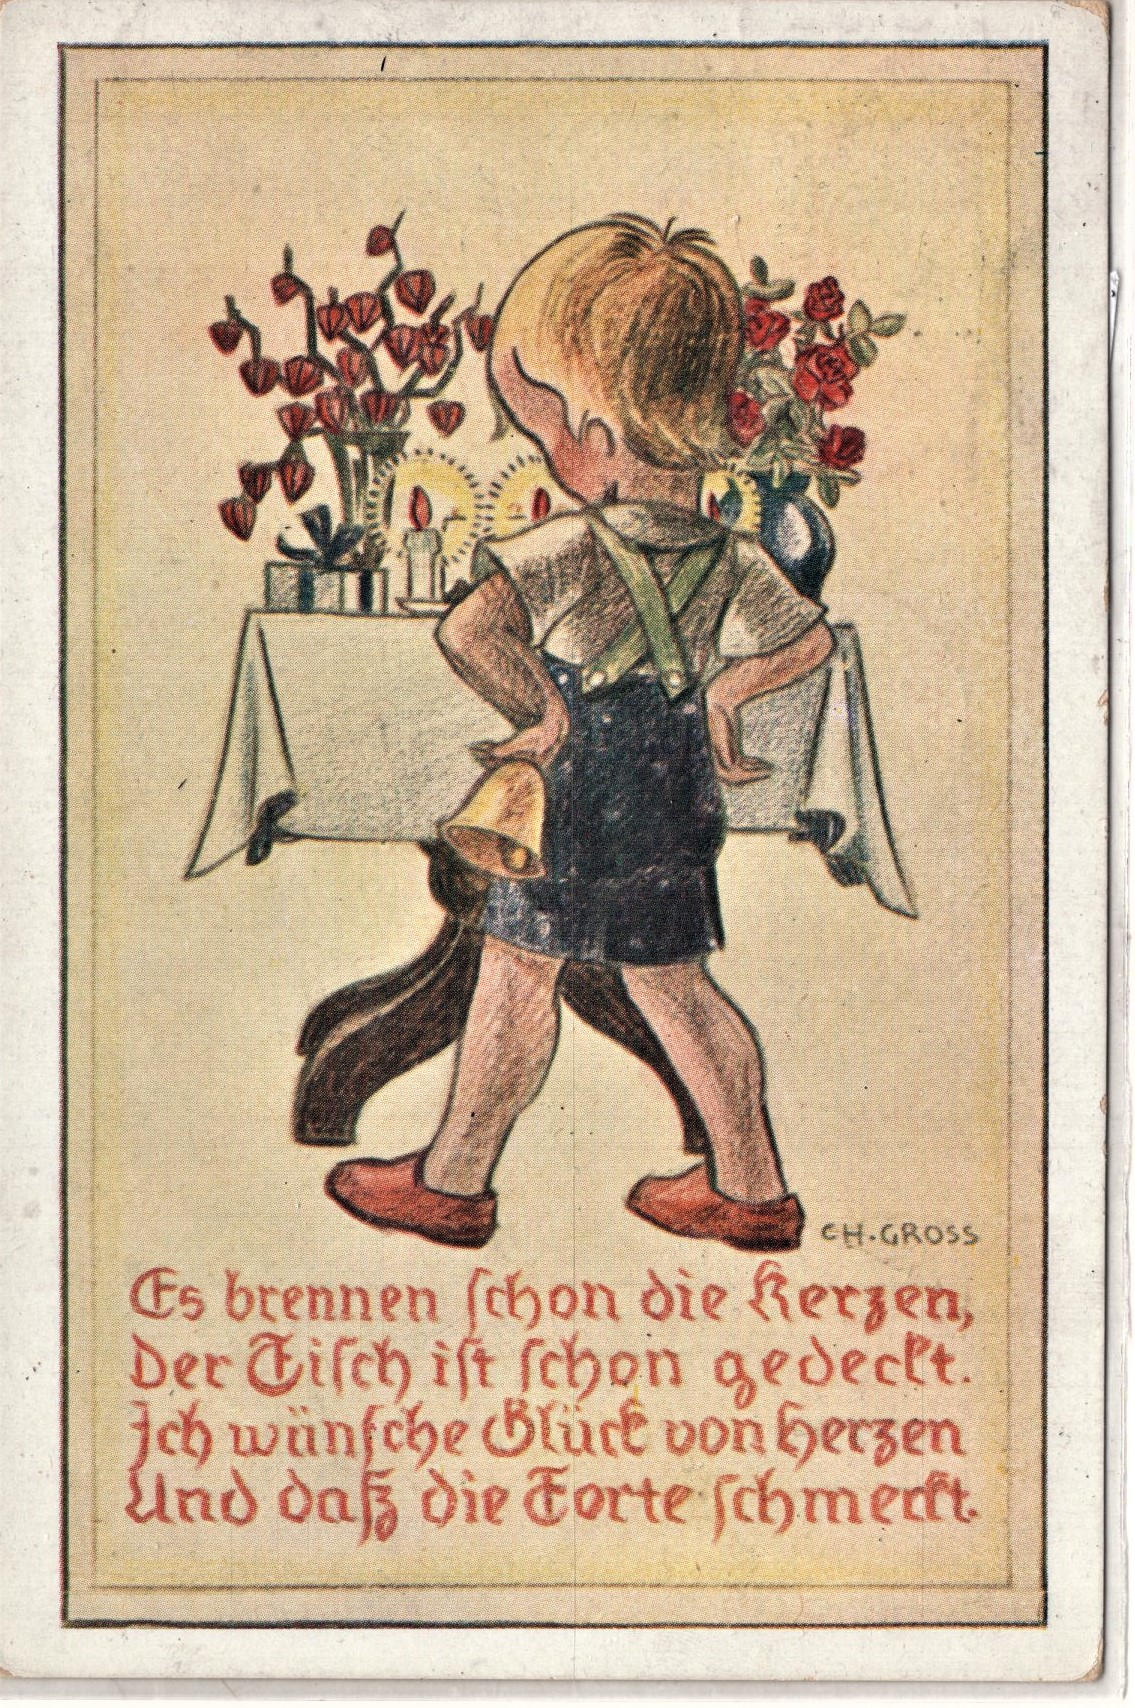 CH. GROSS
Es brennen schon die Kerzen,
Der Tisch ist schon gedeckt.
Ich wünsche Glück von Herzen
Und daß die Torte schmeckt.